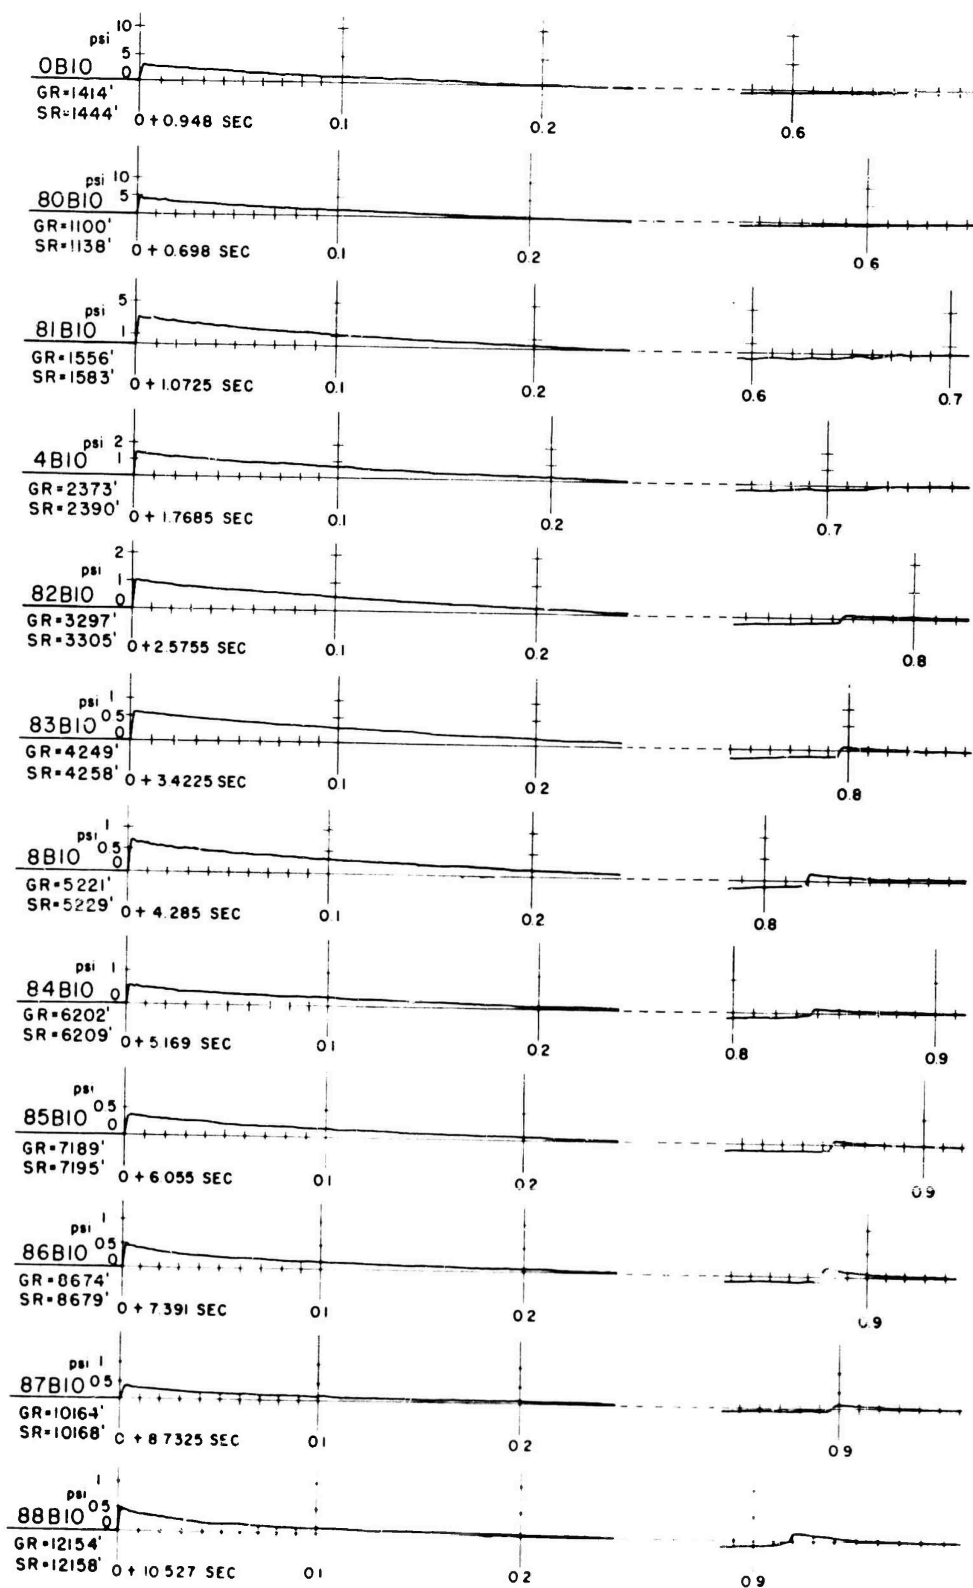 psi 10
5
0B10 0
GR=1414'
SR=1444' 0 + 0.948 SEC 0.1 0.2 0.6
psi 10
80B10 5
GR=1100'
SR=1138' 0 + 0.698 SEC 0.1 0.2 0.6
psi 5
81B10 1
GR=1556'
SR=1583' 0 + 1.0725 SEC 0.1 0.2 0.6 0.7
psi 2
4B10 1
GR=2373'
SR=2390' 0 + 1.7685 SEC 0.1 0.2 0.7
2
psi 1
82B10 0
GR=3297'
SR=3305' 0 + 2.5755 SEC 0.1 0.2 0.8
psi 1
0.5
83B10 0
GR=4249'
SR=4258' 0 + 3.4225 SEC 0.1 0.2 0.8
psi 1
8B10 0.5
0
GR=5221'
SR=5229' 0 + 4.285 SEC 0.1 0.2 0.8
psi 1
84B10 0
GR=6202'
SR=6209' 0 + 5.169 SEC 0.1 0.2 0.8 0.9
psi
0.5
85B10 0
GR=7189'
SR=7195' 0 + 6.055 SEC 0.1 0.2 0.9
psi 1
86B10 0.5
0
GR=8674'
SR=8679' 0 + 7.391 SEC 0.1 0.2 0.9
psi 1
87B10 0.5
GR=10164'
SR=10168' 0 + 8.7325 SEC 0.1 0.2 0.9
psi 1
88B10 0.5
0
GR=12154'
SR=12158' 0 + 10.527 SEC 0.1 0.2 0.9